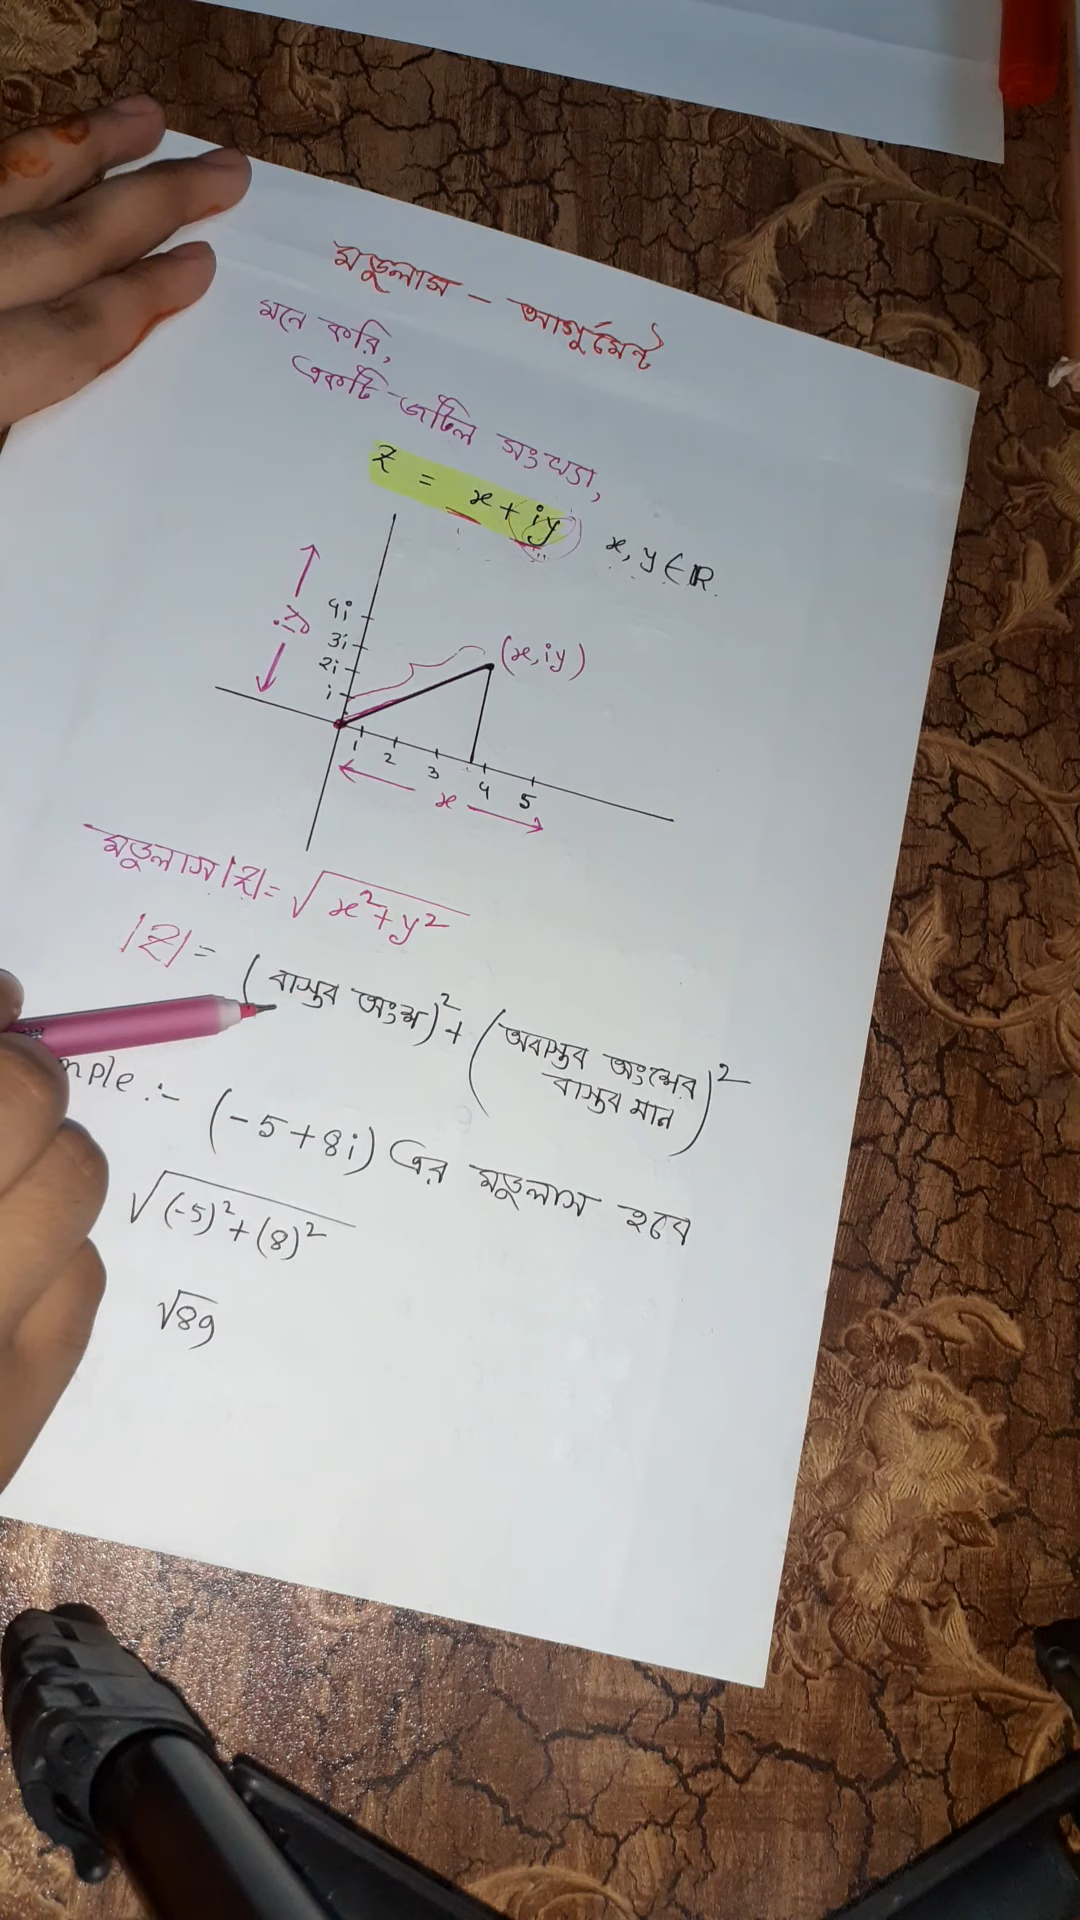 মডুলাস - আর্গুমেন্ট
মনে করি,
একটি জটিল সংখ্যা,
z = x + iy x, y ∈ ℝ
4i
3i
2i
i
(x, iy)
1 2 3 4 5
x
মডুলাস |z| = √x²+y²
|z| = (বাস্তব অংশ)² + (অবাস্তব অংশের বাস্তব মান)²
mple :- (-5+8i) এর মডুলাস হবে
√(-5)²+(8)²
√89